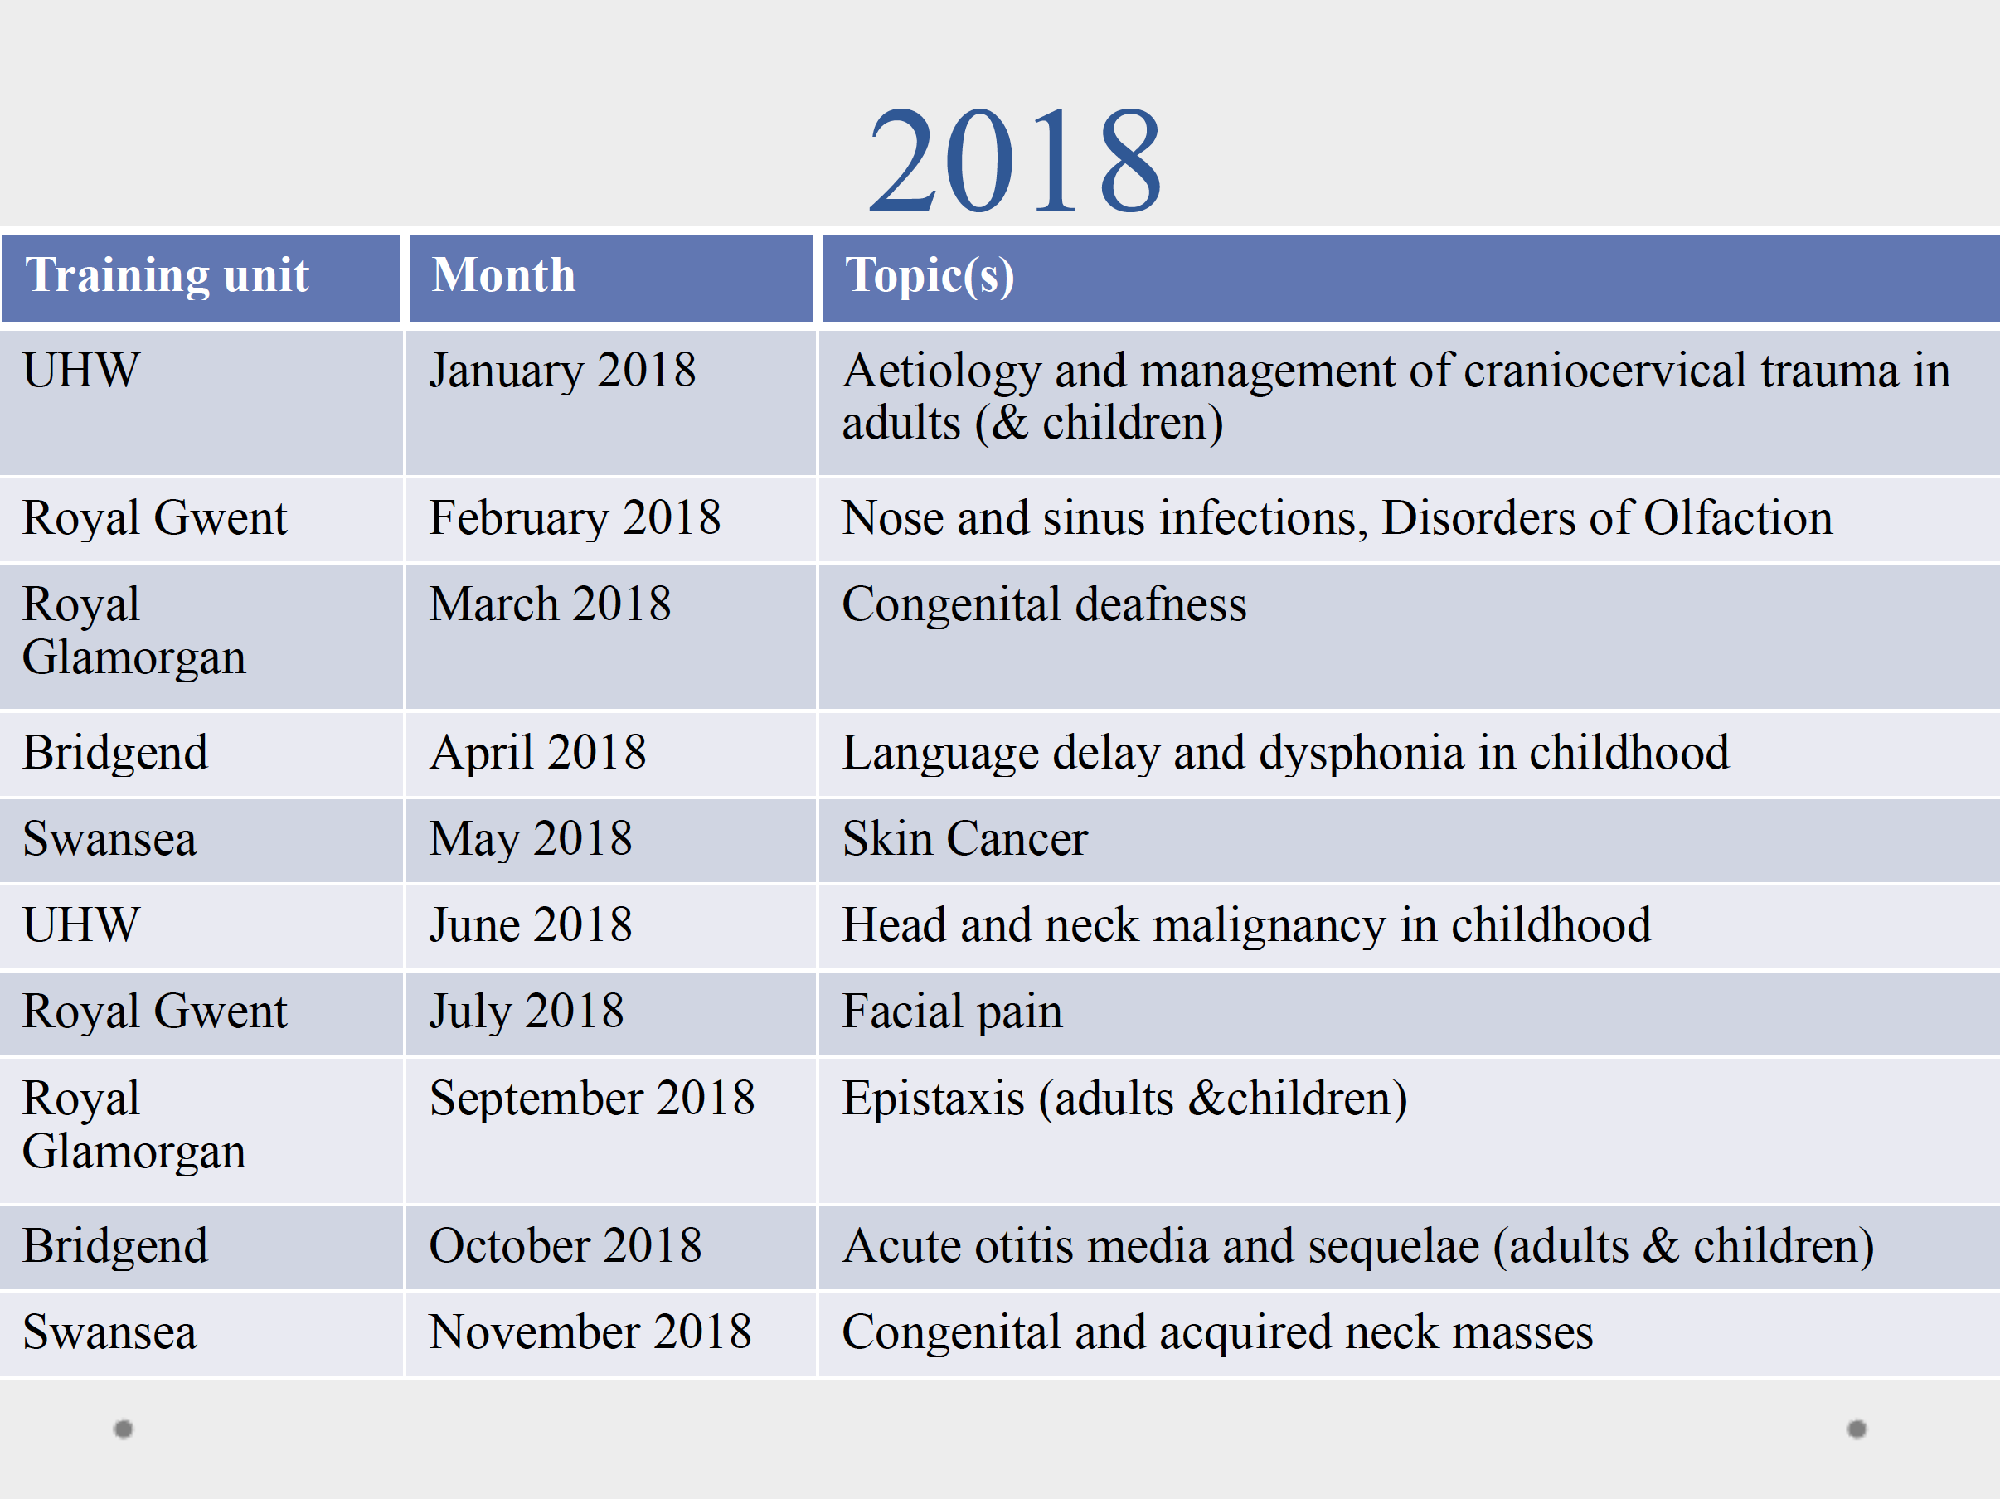 2018
Training unit Month Topic(s)
UHW January 2018 Aetiology and management of craniocervical trauma in
adults (& children)
Royal Gwent February 2018 Nose and sinus infections, Disorders of Olfaction
Royal March 2018 Congenital deafness
Glamorgan
Bridgend April 2018 Language delay and dysphonia in childhood
Swansea May 2018 Skin Cancer
UHW June 2018 Head and neck malignancy in childhood
Royal Gwent July 2018 Facial pain
Royal September 2018 Epistaxis (adults &children)
Glamorgan
Bridgend October 2018 Acute otitis media and sequelae (adults & children)
Swansea November 2018 Congenital and acquired neck masses